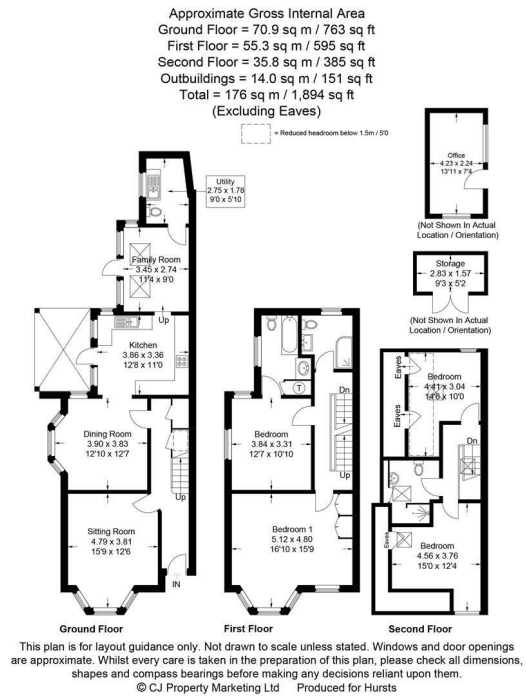 Approximate Gross Internal Area
Ground Floor = 70.9 sq m / 763 sq ft
First Floor = 55.3 sq m / 595 sq ft
Second Floor = 35.8 sq m / 385 sq ft
Outbuildings = 14.0 sq m / 151 sq ft
Total = 176 sq m / 1,894 sq ft
(Excluding Eaves)
= Reduced headroom below 1.5m / 5'0
Utility
2.75 x 1.78
9'0 x 5'10
Family Room
3.45 x 2.74
11'4 x 9'0
Up
Kitchen
3.86 x 3.36
12'8 x 11'0
Dining Room
3.90 x 3.83
12'10 x 12'7
Up
Sitting Room
4.79 x 3.81
15'9 x 12'6
IN
Ground Floor
T
Dn
Bedroom
3.84 x 3.31
12'7 x 10'10
Up
Bedroom 1
5.12 x 4.80
16'10 x 15'9
First Floor
Office
4.23 x 2.24
13'11 x 7'4
(Not Shown In Actual
Location / Orientation)
Storage
2.83 x 1.57
9'3 x 5'2
(Not Shown In Actual
Location / Orientation)
Eaves
Bedroom
4.41 x 3.04
14'6 x 10'0
Eaves
Dn
Eaves
Bedroom
4.56 x 3.76
15'0 x 12'4
Second Floor
This plan is for layout guidance only. Not drawn to scale unless stated. Windows and door openings
are approximate. Whilst every care is taken in the preparation of this plan, please check all dimensions,
shapes and compass bearings before making any decisions reliant upon them.
© CJ Property Marketing Ltd Produced for Hursts